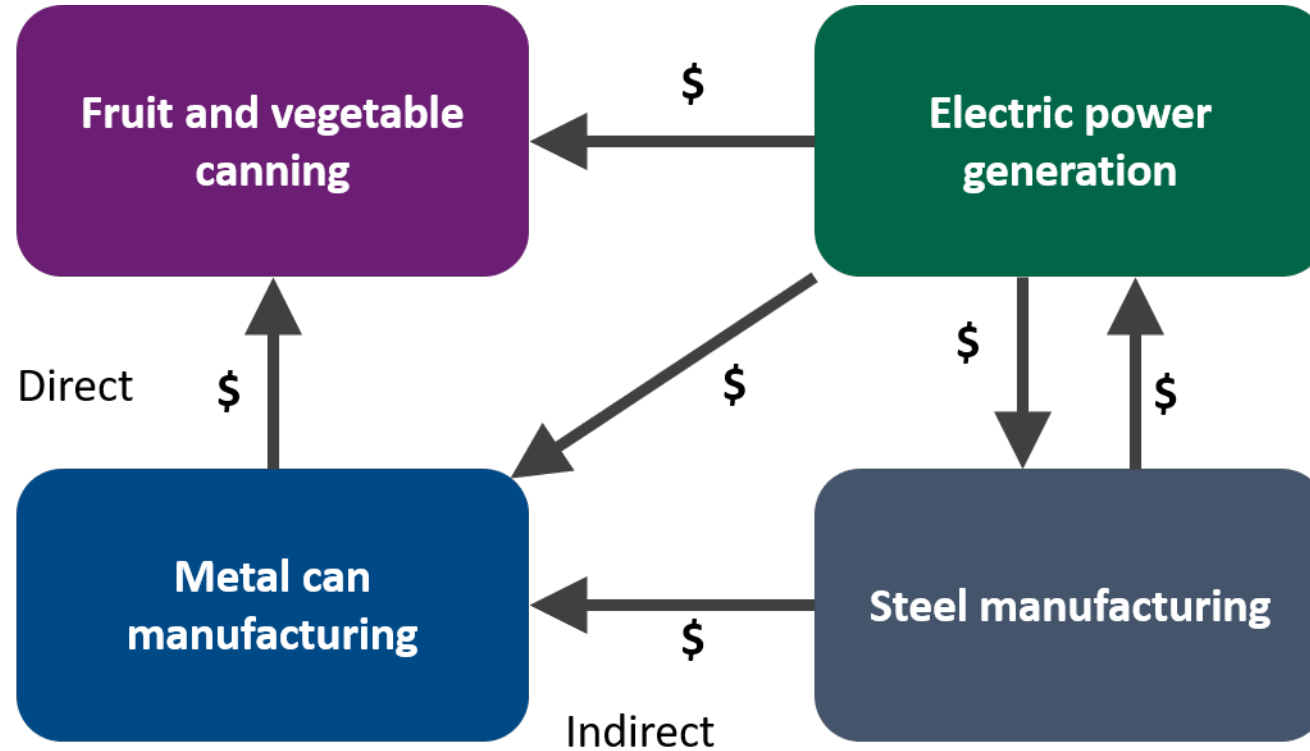 Fruit and vegetable
canning
$
Electric power
generation
Direct
$
$
$
$
Metal can
manufacturing
$
Steel manufacturing
Indirect